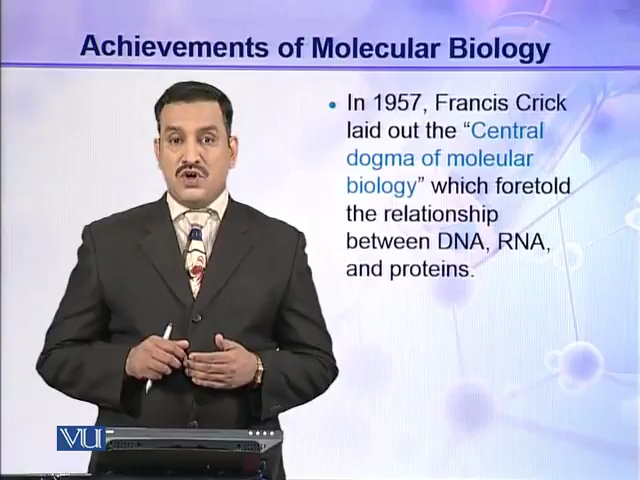 Achievements of Molecular Biology
• In 1957, Francis Crick
laid out the “Central
dogma of moleular
biology” which foretold
the relationship
between DNA, RNA,
and proteins.
VU